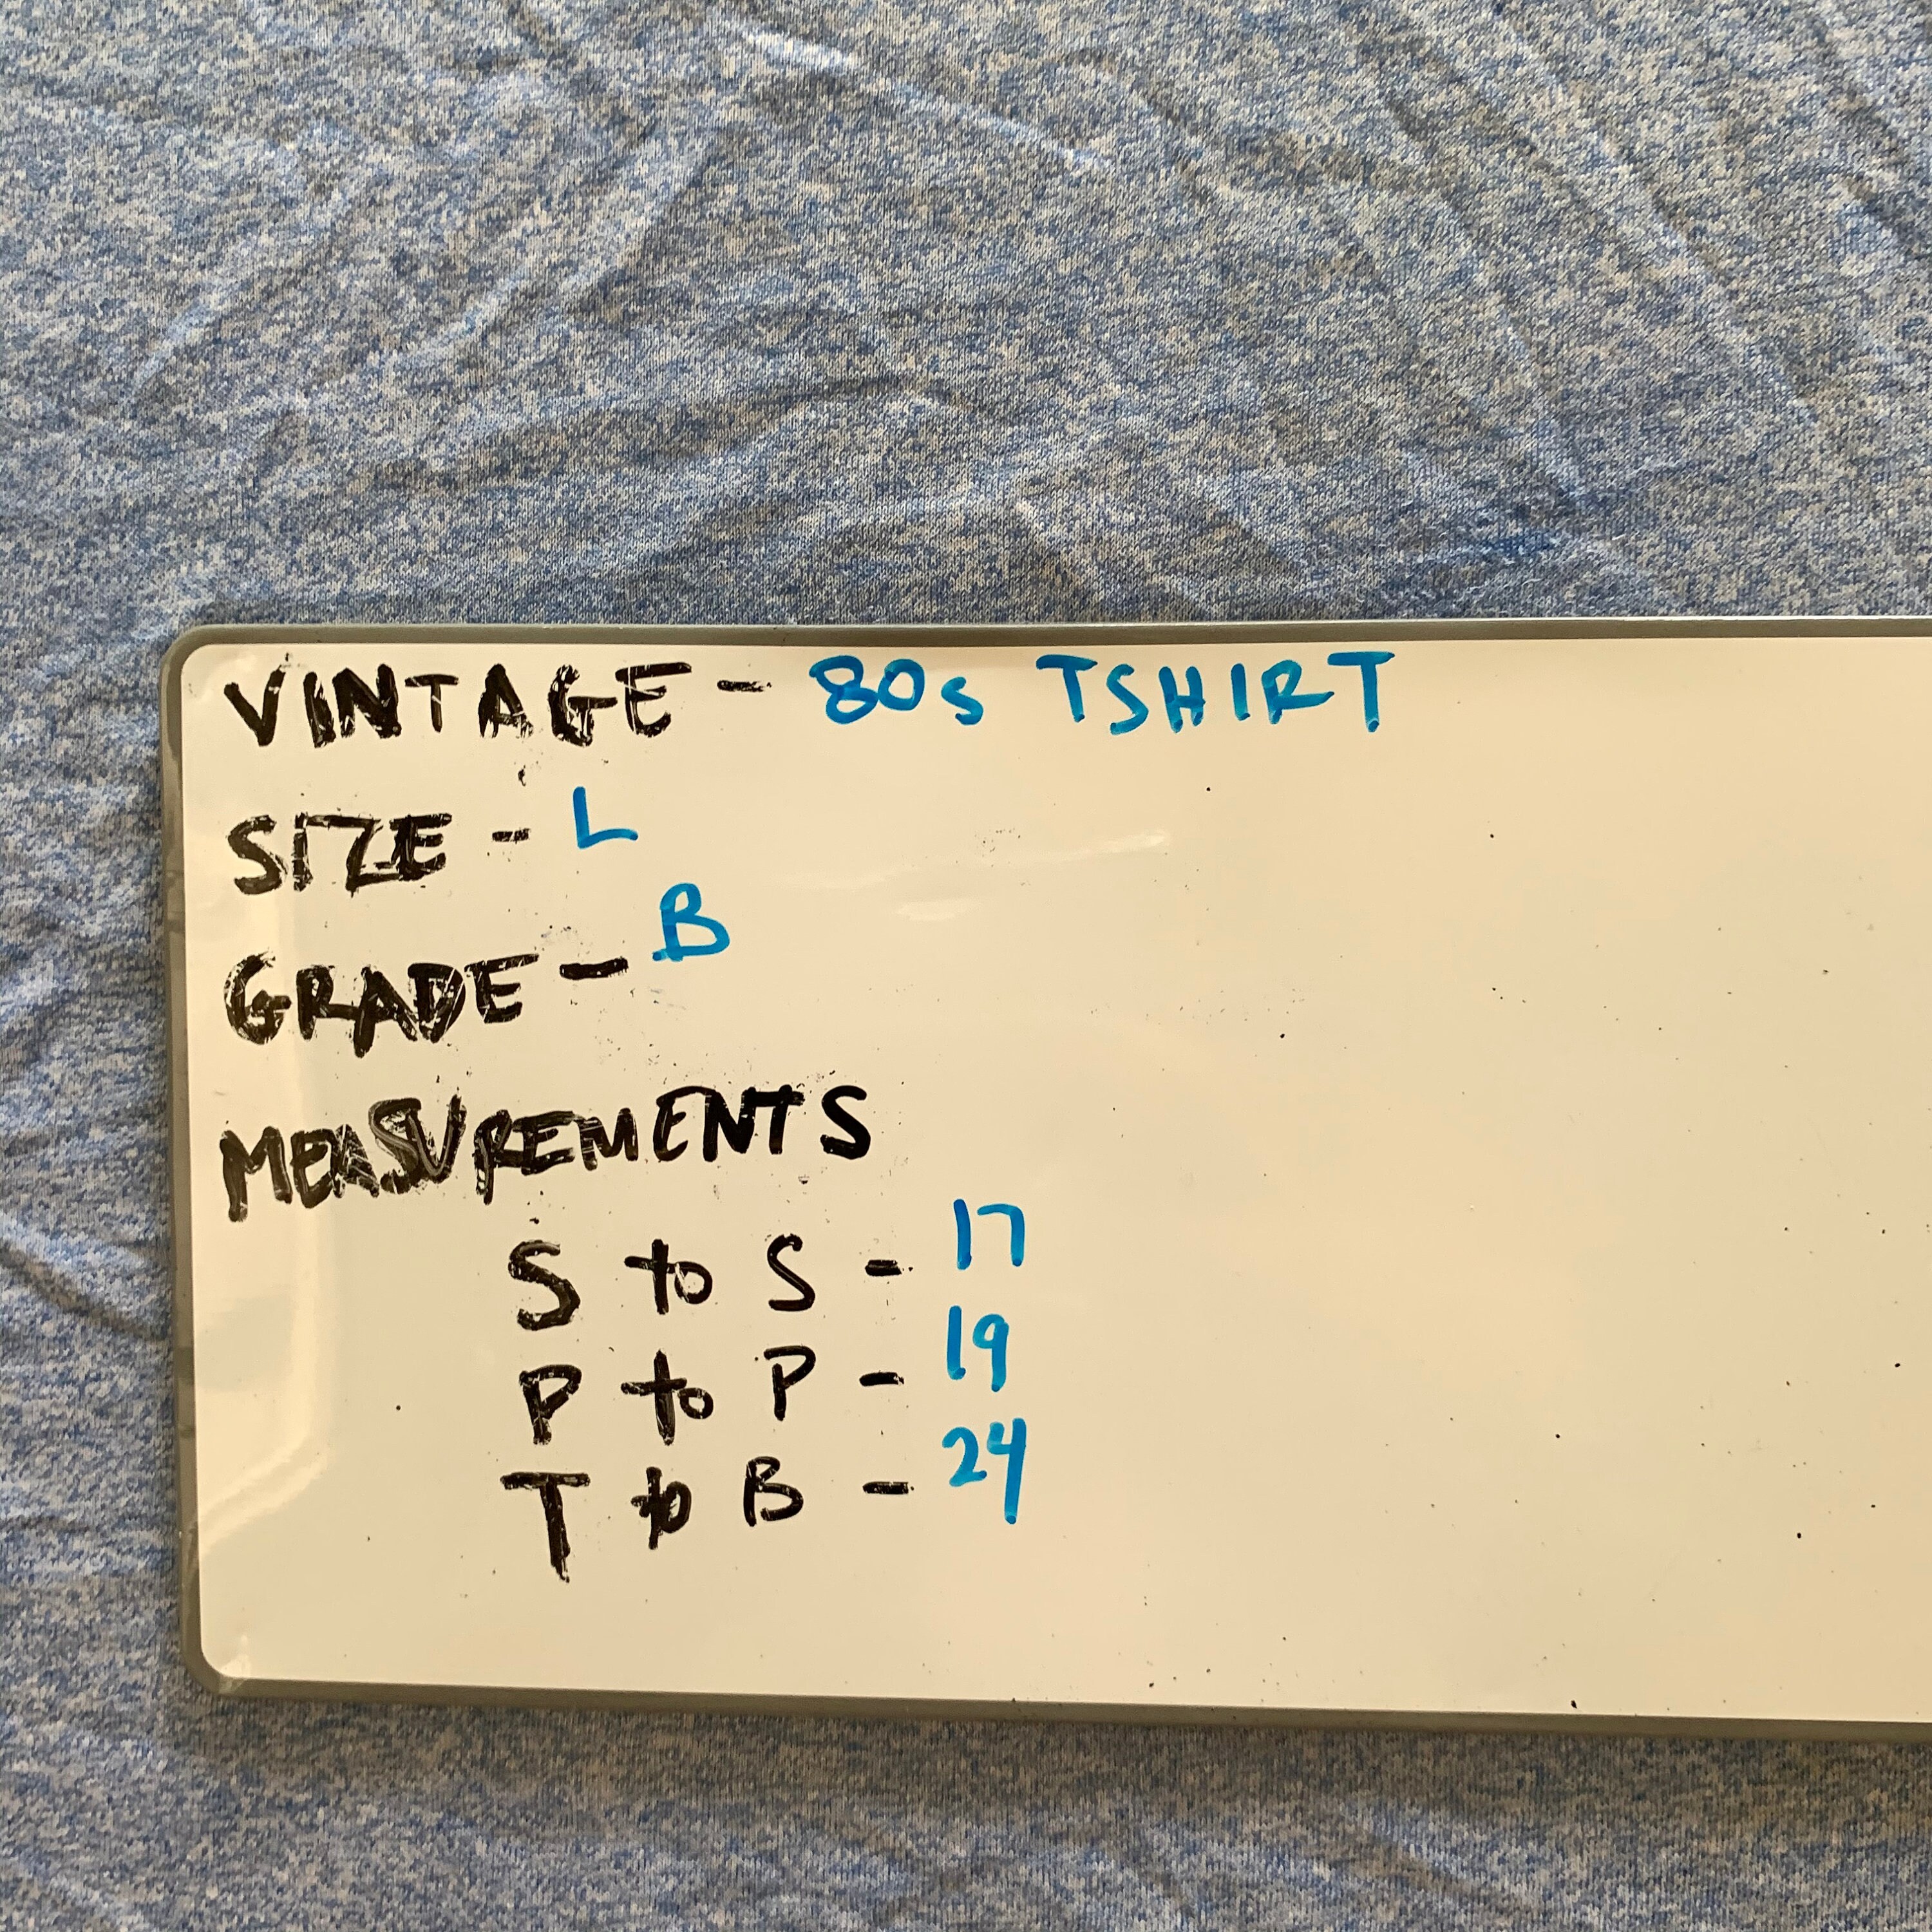 VINTAGE - 80s TSHIRT
SIZE - L
GRADE - B
MEASUREMENTS
S to S - 17
P to P - 19
T to B - 24